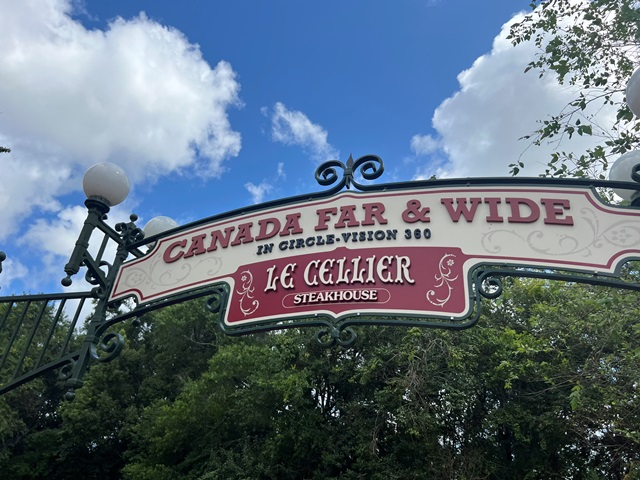 CANADA FAR & WIDE
IN CIRCLE-VISION 360
LE CELLIER
STEAKHOUSE